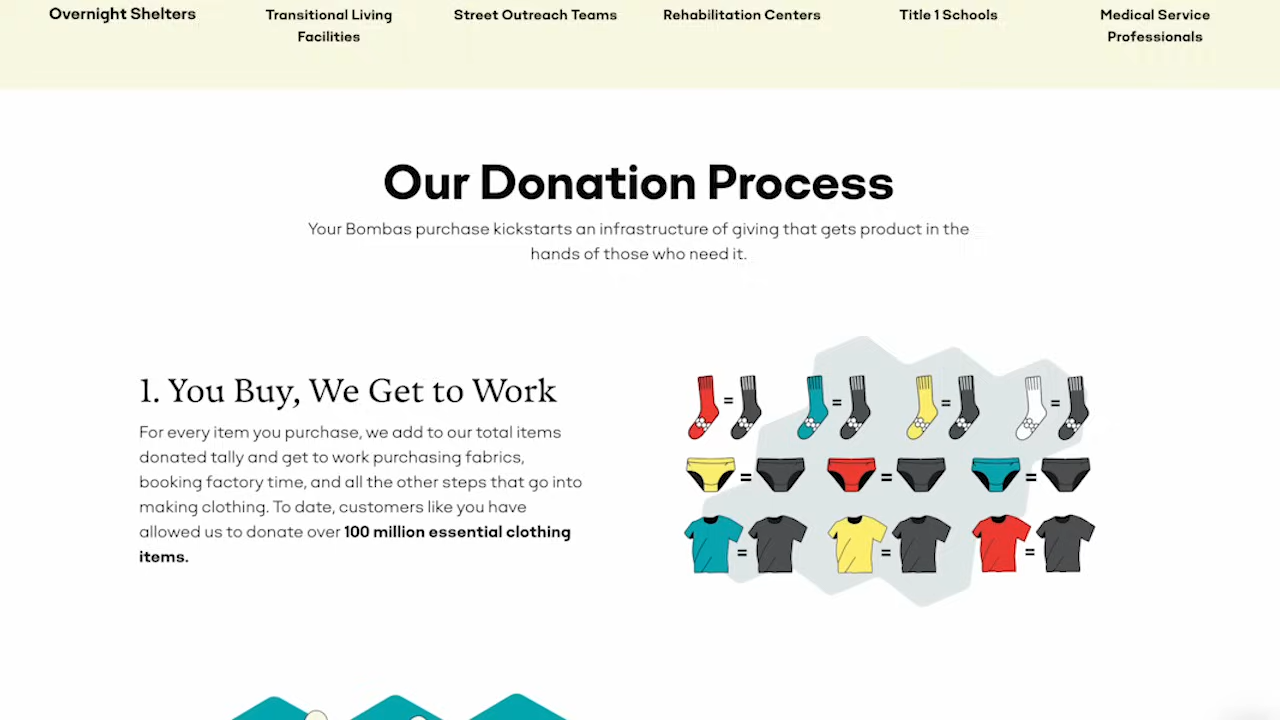 Overnight Shelters
Transitional Living
Facilities
Street Outreach Teams
Rehabilitation Centers
Title 1 Schools
Medical Service
Professionals
Our Donation Process
Your Bombas purchase kickstarts an infrastructure of giving that gets product in the
hands of those who need it.
1. You Buy, We Get to Work
For every item you purchase, we add to our total items
donated tally and get to work purchasing fabrics,
booking factory time, and all the other steps that go into
making clothing. To date, customers like you have
allowed us to donate over 100 million essential clothing
items.
= = = =
= = =
= = =